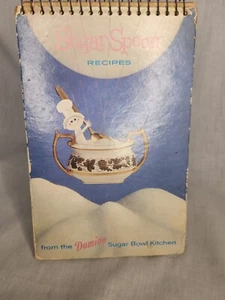 Sugar Spoon
RECIPES
from the Domino Sugar Bowl Kitchen